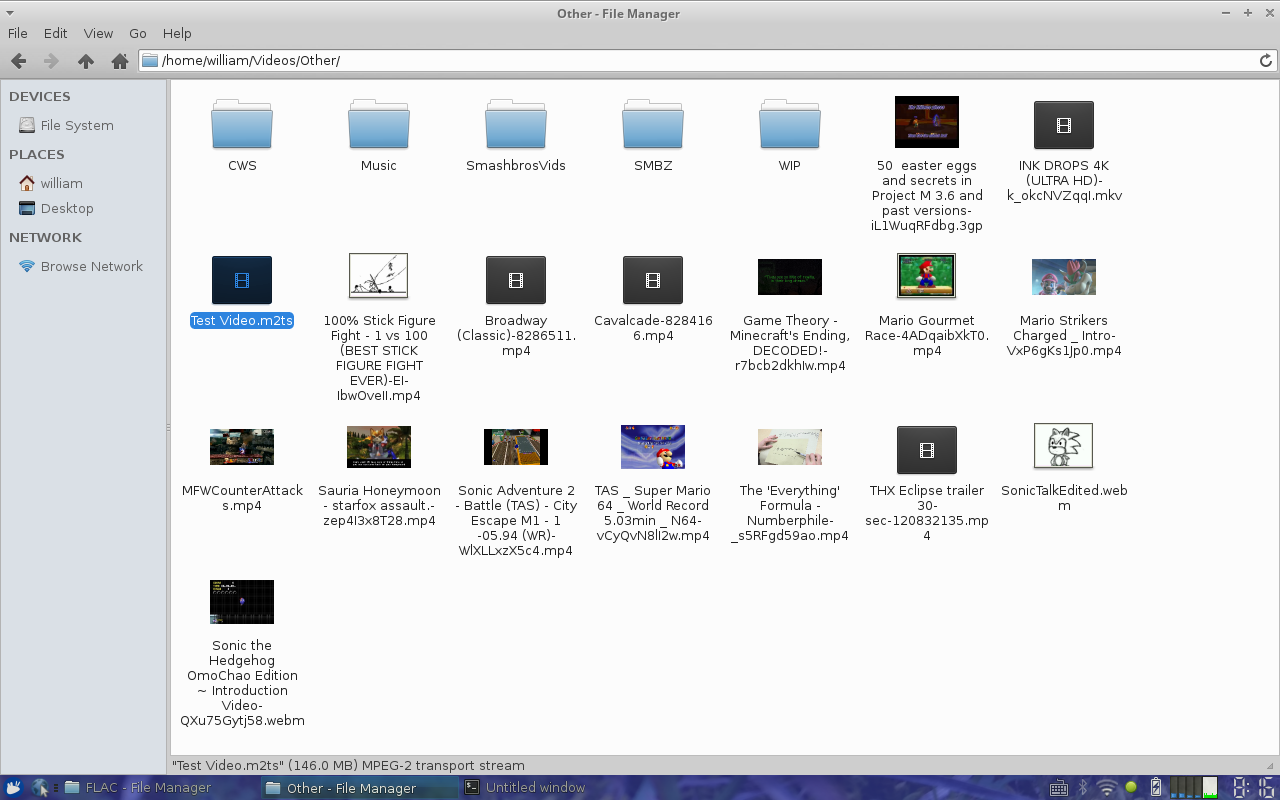 Other - File Manager
File Edit View Go Help
/home/william/Videos/Other/
DEVICES
File System
PLACES
william
Desktop
NETWORK
Browse Network
CWS
Music
SmashbrosVids
SMBZ
WIP
50 easter eggs
and secrets in
Project M 3.6 and
past versions-
iL1WuqRFdbg.3gp
INK DROPS 4K
(ULTRA HD)-
k_okcNVZqqI.mkv
Test Video.m2ts
100% Stick Figure
Fight - 1 vs 100
(BEST STICK
FIGURE FIGHT
EVER)-EI-
IbwOveII.mp4
Broadway
(Classic)-8286511.
mp4
Cavalcade-828416
6.mp4
Game Theory -
Minecraft's Ending,
DECODED!-
r7bcb2dkhIw.mp4
Mario Gourmet
Race-4ADqaibXkT0.
mp4
Mario Strikers
Charged _ Intro-
VxP6gKs1Jp0.mp4
MFWCounterAttack
s.mp4
Sauria Honeymoon
- starfox assault.-
zep4I3x8T28.mp4
Sonic Adventure 2
- Battle (TAS) - City
Escape M1 - 1
-05.94 (WR)-
WlXLLxzX5c4.mp4
TAS _ Super Mario
64 _ World Record
5.03min _ N64-
vCyQvN8ll2w.mp4
The 'Everything'
Formula -
Numberphile-
_s5RFgd59ao.mp4
THX Eclipse trailer
30-
sec-120832135.mp
4
SonicTalkEdited.web
m
Sonic the
Hedgehog
OmoChao Edition
~ Introduction
Video-
QXu75Gytj58.webm
"Test Video.m2ts" (146.0 MB) MPEG-2 transport stream
FLAC - File Manager
Other - File Manager
Untitled window
8:16